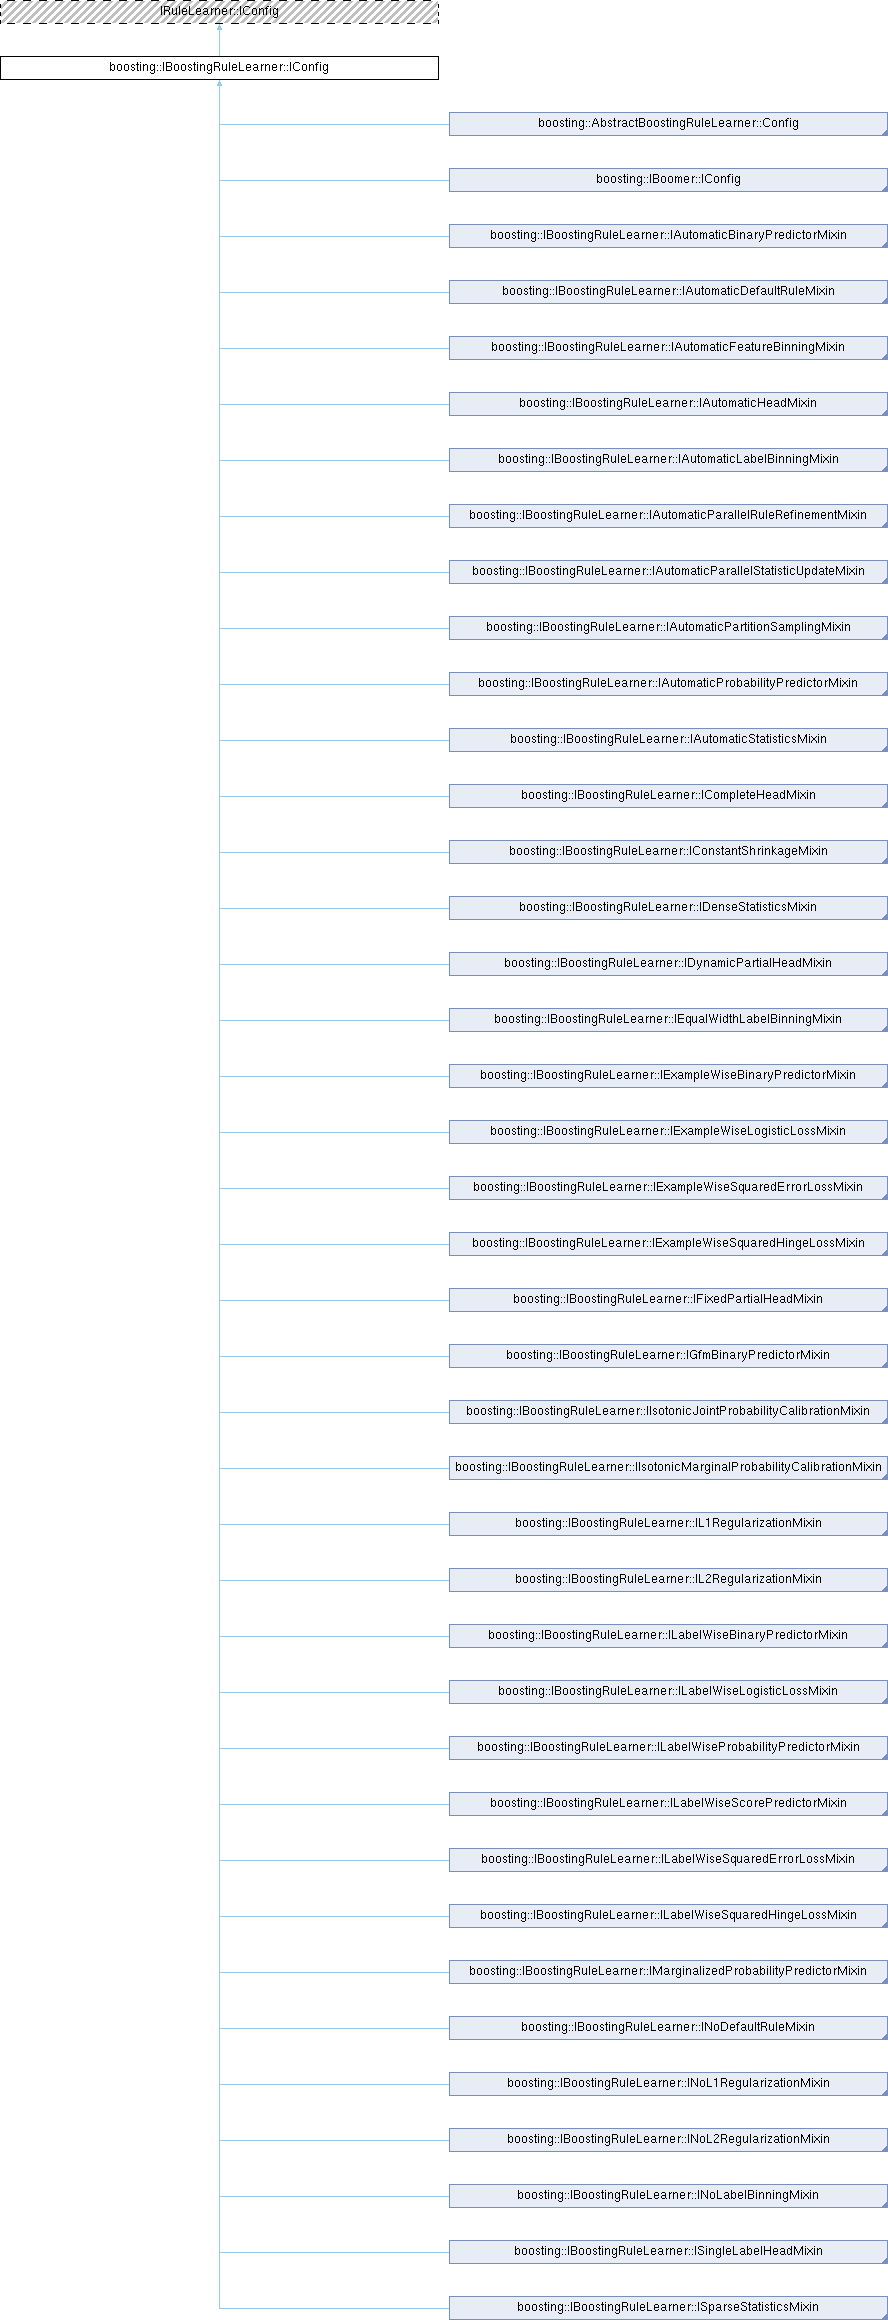 IRuleLearner::IConfig
boosting::IBoostingRuleLearner::IConfig
boosting::AbstractBoostingRuleLearner::Config
boosting::IBoomer::IConfig
boosting::IBoostingRuleLearner::IAutomaticBinaryPredictorMixin
boosting::IBoostingRuleLearner::IAutomaticDefaultRuleMixin
boosting::IBoostingRuleLearner::IAutomaticFeatureBinningMixin
boosting::IBoostingRuleLearner::IAutomaticHeadMixin
boosting::IBoostingRuleLearner::IAutomaticLabelBinningMixin
boosting::IBoostingRuleLearner::IAutomaticParallelRuleRefinementMixin
boosting::IBoostingRuleLearner::IAutomaticParallelStatisticUpdateMixin
boosting::IBoostingRuleLearner::IAutomaticPartitionSamplingMixin
boosting::IBoostingRuleLearner::IAutomaticProbabilityPredictorMixin
boosting::IBoostingRuleLearner::IAutomaticStatisticsMixin
boosting::IBoostingRuleLearner::ICompleteHeadMixin
boosting::IBoostingRuleLearner::IConstantShrinkageMixin
boosting::IBoostingRuleLearner::IDenseStatisticsMixin
boosting::IBoostingRuleLearner::IDynamicPartialHeadMixin
boosting::IBoostingRuleLearner::IEqualWidthLabelBinningMixin
boosting::IBoostingRuleLearner::IExampleWiseBinaryPredictorMixin
boosting::IBoostingRuleLearner::IExampleWiseLogisticLossMixin
boosting::IBoostingRuleLearner::IExampleWiseSquaredErrorLossMixin
boosting::IBoostingRuleLearner::IExampleWiseSquaredHingeLossMixin
boosting::IBoostingRuleLearner::IFixedPartialHeadMixin
boosting::IBoostingRuleLearner::IGfmBinaryPredictorMixin
boosting::IBoostingRuleLearner::IIsotonicJointProbabilityCalibrationMixin
boosting::IBoostingRuleLearner::IIsotonicMarginalProbabilityCalibrationMixin
boosting::IBoostingRuleLearner::IL1RegularizationMixin
boosting::IBoostingRuleLearner::IL2RegularizationMixin
boosting::IBoostingRuleLearner::ILabelWiseBinaryPredictorMixin
boosting::IBoostingRuleLearner::ILabelWiseLogisticLossMixin
boosting::IBoostingRuleLearner::ILabelWiseProbabilityPredictorMixin
boosting::IBoostingRuleLearner::ILabelWiseScorePredictorMixin
boosting::IBoostingRuleLearner::ILabelWiseSquaredErrorLossMixin
boosting::IBoostingRuleLearner::ILabelWiseSquaredHingeLossMixin
boosting::IBoostingRuleLearner::IMarginalizedProbabilityPredictorMixin
boosting::IBoostingRuleLearner::INoDefaultRuleMixin
boosting::IBoostingRuleLearner::INoL1RegularizationMixin
boosting::IBoostingRuleLearner::INoL2RegularizationMixin
boosting::IBoostingRuleLearner::INoLabelBinningMixin
boosting::IBoostingRuleLearner::ISingleLabelHeadMixin
boosting::IBoostingRuleLearner::ISparseStatisticsMixin